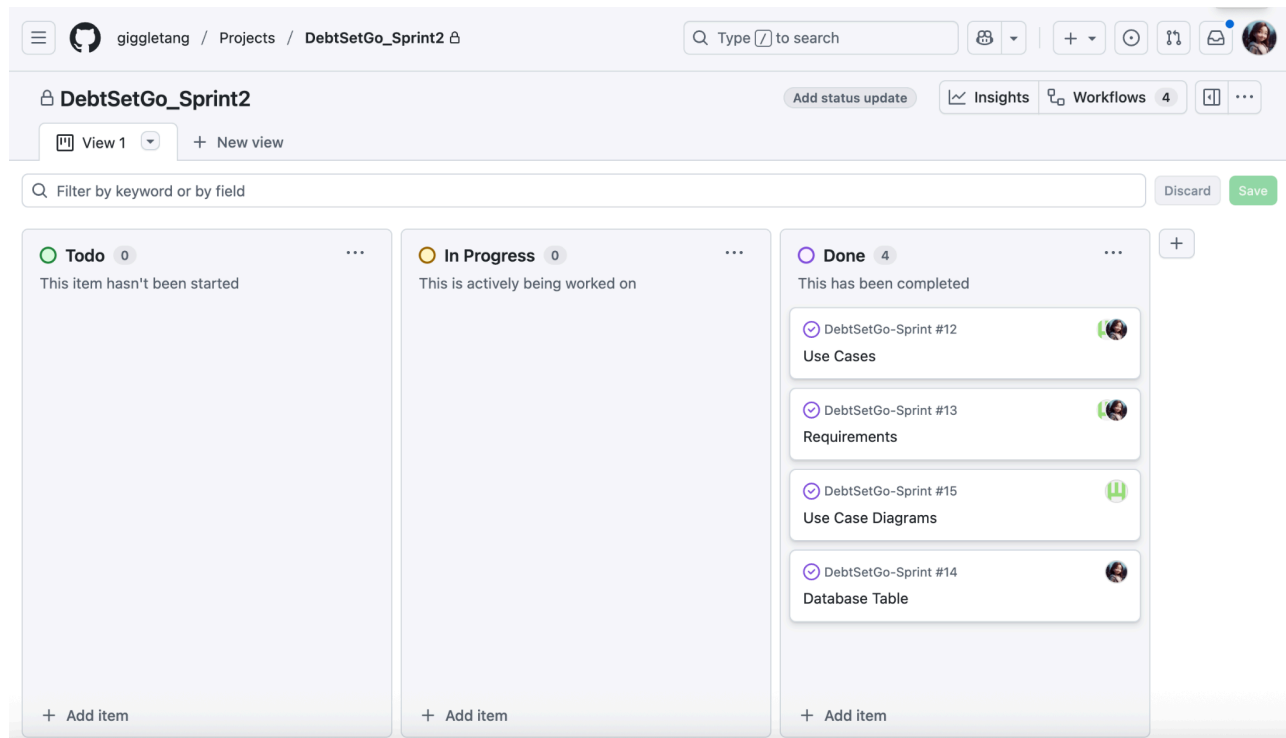 giggletang / Projects / DebtSetGo_Sprint2
Type / to search
DebtSetGo_Sprint2
Add status update
Insights
Workflows 4
View 1
+ New view
Filter by keyword or by field
Discard
Save
Todo 0
This item hasn't been started
+ Add item
In Progress 0
This is actively being worked on
+ Add item
Done 4
This has been completed
DebtSetGo-Sprint #12
Use Cases
DebtSetGo-Sprint #13
Requirements
DebtSetGo-Sprint #15
Use Case Diagrams
DebtSetGo-Sprint #14
Database Table
+ Add item